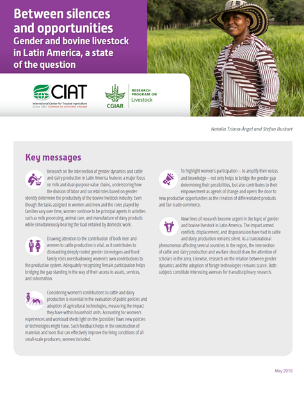 Between silences
and opportunities
Gender and bovine livestock
in Latin America, a state
of the question
CIAT
International Center for Tropical Agriculture
CGIAR
RESEARCH
PROGRAM ON
Livestock
Natalia Triana Ángel and Stefan Burkart
Key messages
Research on the intersection of gender dynamics and cattle
and dairy production in Latin America features a major focus
on milk and dual-purpose value chains, underscoring how
the division of labor and societal roles based on gender
identity determine the productivity of the bovine livestock industry. Even
though the tasks assigned to women and men and the roles played by
families vary over time, women continue to be principal agents in activities
such as milk processing, animal care, and manufacture of dairy products
while simultaneously bearing the load entailed by domestic work.
Drawing attention to the contribution of both men and
women to cattle production is vital, as it contributes to
dismantling deeply rooted gender stereotypes and fixed
family roles overshadowing women's contributions to
the production system. Adequately recognizing female participation helps
bridging the gap standing in the way of their access to assets, services,
and information.
Considering women's contributions to cattle and dairy
production is essential in the evaluation of public policies and
adoption of agricultural technologies, measuring the impact
they have within household units. Accounting for women's
experiences and workload sheds light on the (possible) flaws new policies
or technologies might have. Such feedback helps in the construction of
materials and tools that can effectively improve the living conditions of all
small-scale producers, women included.
To highlight women's participation – to amplify their voices
and knowledge – not only helps to bridge the gender gap
determining their possibilities, but also contributes to their
empowerment as agents of change and opens the door to
new productive opportunities as the creation of differentiated products
and fair-trade commerce.
New lines of research become urgent in the topic of gender
and bovine livestock in Latin America. The impact armed
conflicts, displacement, and dispossession have had in cattle
and dairy production remains silent. As a transnational
phenomenon affecting several countries in the region, the intersection
of cattle and dairy production and welfare should draw the attention of
scholars in the area. Likewise, research on the relation between gender
dynamics and the adoption of forage technologies remains scarce. Both
subjects constitute interesting avenues for transdisciplinary research.
May 2019